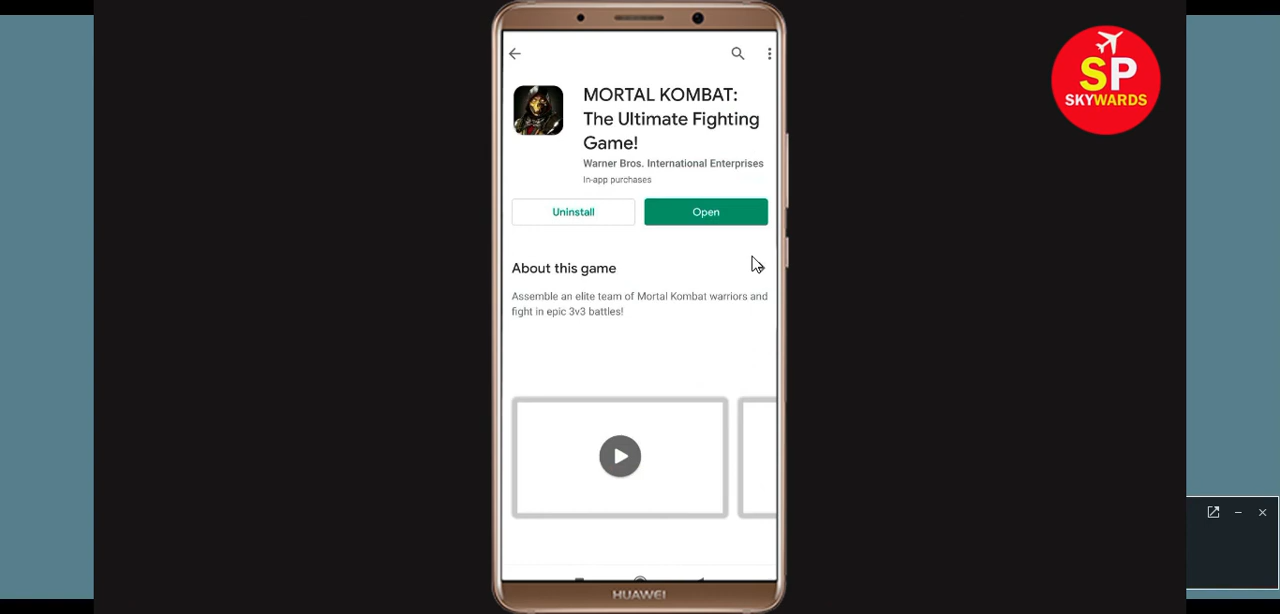 SP
SKYWARDS
MORTAL KOMBAT:
The Ultimate Fighting
Game!
Warner Bros. International Enterprises
In-app purchases
Uninstall
Open
About this game
Assemble an elite team of Mortal Kombat warriors and
fight in epic 3v3 battles!
HUAWEI